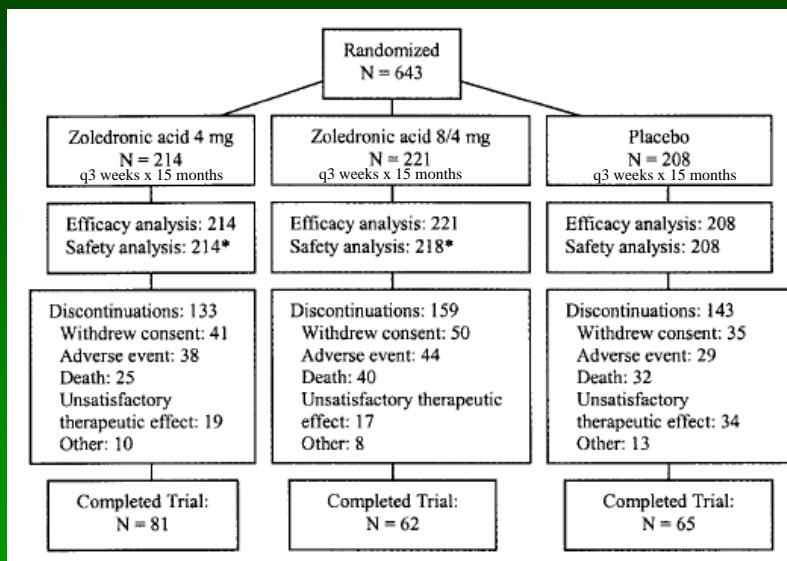 Randomized
N = 643
Zoledronic acid 4 mg
N = 214
q3 weeks x 15 months
Zoledronic acid 8/4 mg
N = 221
q3 weeks x 15 months
Placebo
N = 208
q3 weeks x 15 months
Efficacy analysis: 214
Safety analysis: 214*
Efficacy analysis: 221
Safety analysis: 218*
Efficacy analysis: 208
Safety analysis: 208
Discontinuations: 133
Withdrew consent: 41
Adverse event: 38
Death: 25
Unsatisfactory
therapeutic effect: 19
Other: 10
Discontinuations: 159
Withdrew consent: 50
Adverse event: 44
Death: 40
Unsatisfactory therapeutic
effect: 17
Other: 8
Discontinuations: 143
Withdrew consent: 35
Adverse event: 29
Death: 32
Unsatisfactory
therapeutic effect: 34
Other: 13
Completed Trial:
N = 81
Completed Trial:
N = 62
Completed Trial:
N = 65